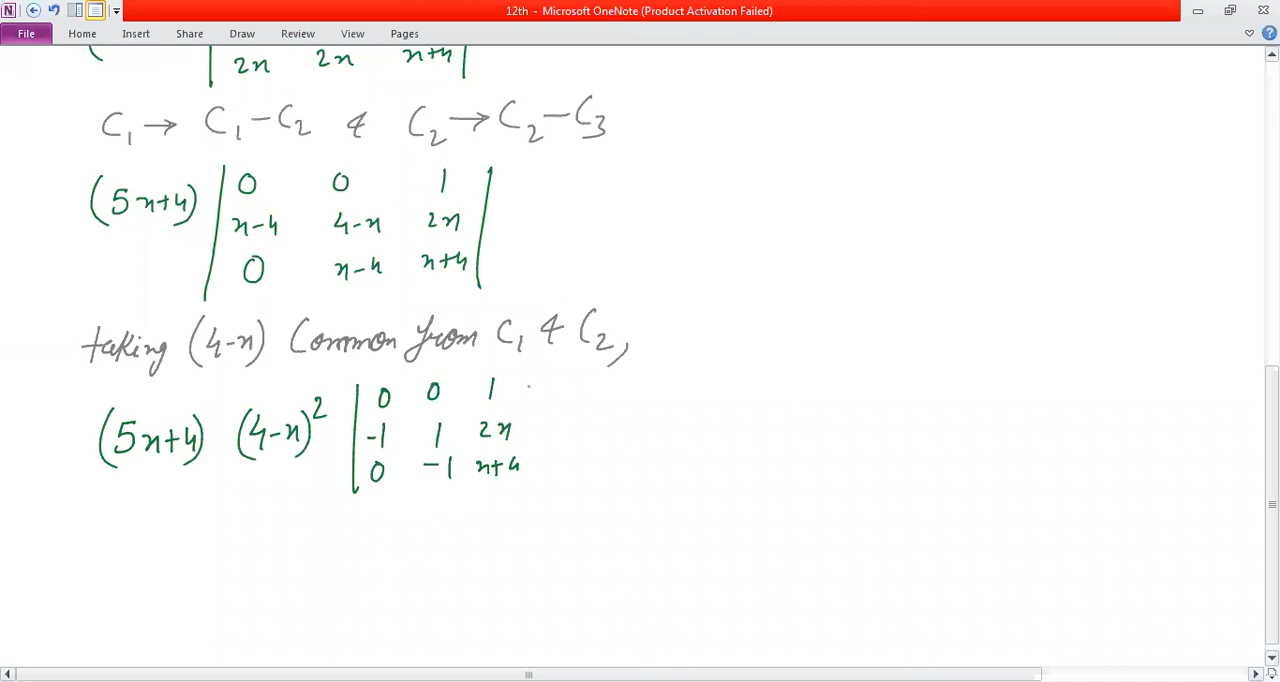 12th - Microsoft OneNote (Product Activation Failed)
File Home Insert Share Draw Review View Pages
2x 2x x+4
C₁ → C₁ - C₂ & C₂ → C₂ - C₃
(5x+4) | 0 0 1 |
x-4 4-x 2x
0 x-4 x+4
taking (4-x) Common from C₁ & C₂,
(5x+4) (4-x)² | 0 0 1
-1 1 2x
0 -1 x+4